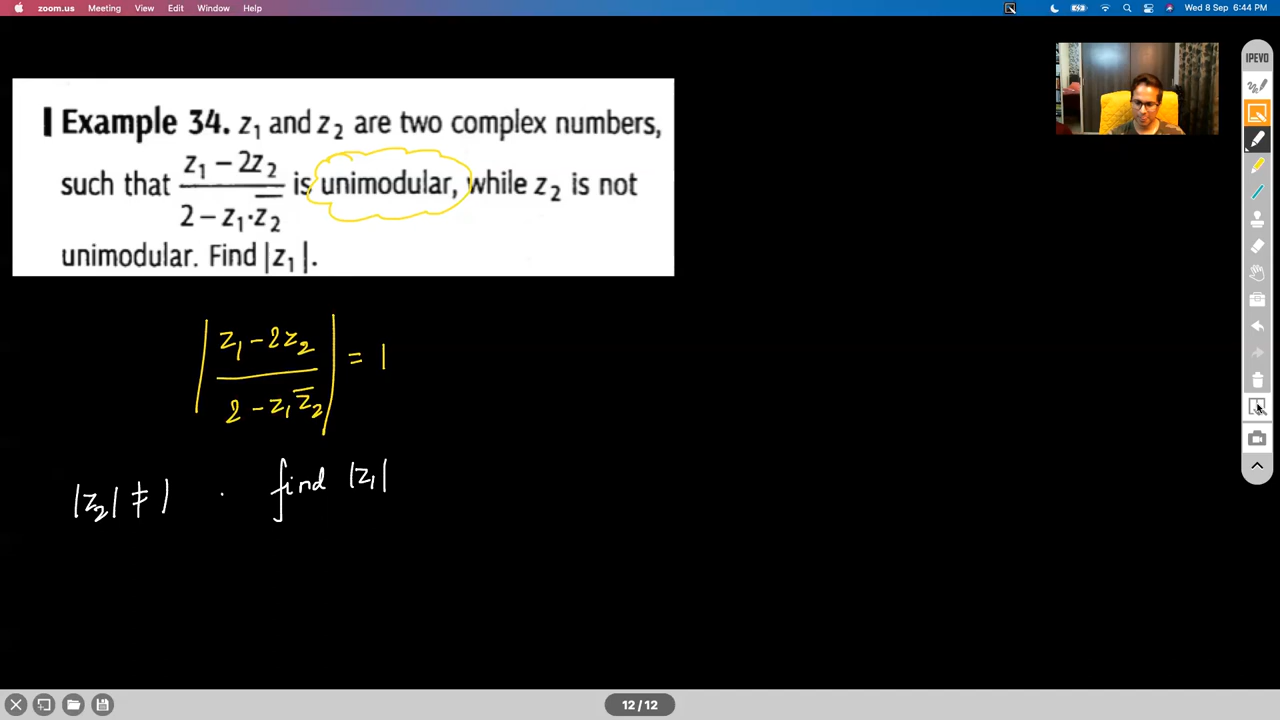 zoom.us Meeting View Edit Window Help Wed 8 Sep 6:44 PM
IPEVO
Example 34. z₁ and z₂ are two complex numbers,
such that (z₁ − 2z₂)/(2 − z₁·z̅₂) is unimodular, while z₂ is not
unimodular. Find |z₁|.
|(z₁ − 2z₂)/(2 − z₁z̅₂)| = 1
|z₂| ≠ 1 . find |z₁|
12/12